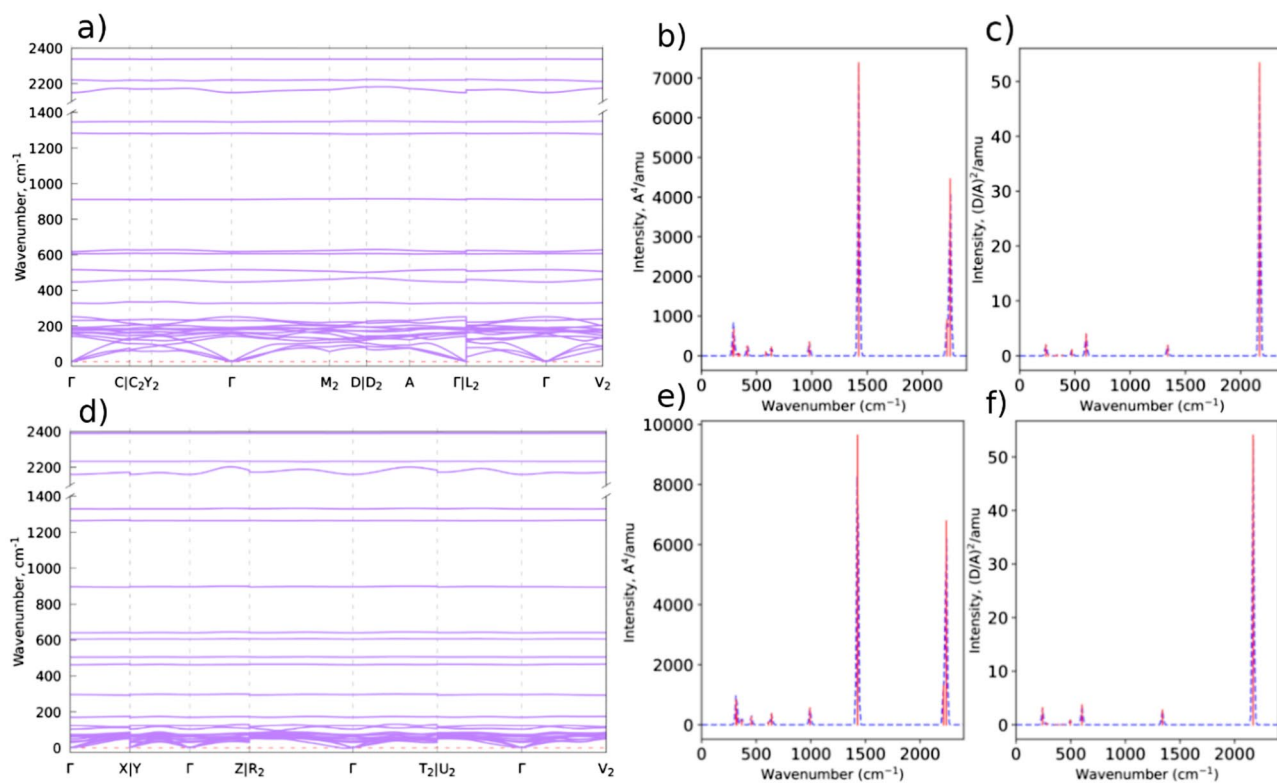 a)
2400
2200
1400
1200
1000
800
600
400
200
0
Wavenumber, cm⁻¹
Γ C|C₂Y₂ Γ M₂ D|D₂ A Γ|L₂ Γ V₂
b)
7000
6000
5000
4000
3000
2000
1000
0
Intensity, A⁴/amu
0 500 1000 1500 2000
Wavenumber (cm⁻¹)
c)
50
40
30
20
10
0
Intensity, (D/A)²/amu
0 500 1000 1500 2000
Wavenumber (cm⁻¹)
d)
2400
2200
1400
1200
1000
800
600
400
200
0
Wavenumber, cm⁻¹
Γ X|Y Γ Z|R₂ Γ T₂|U₂ Γ V₂
e)
10000
8000
6000
4000
2000
0
Intensity, A⁴/amu
0 500 1000 1500 2000
Wavenumber (cm⁻¹)
f)
50
40
30
20
10
0
Intensity, (D/A)²/amu
0 500 1000 1500 2000
Wavenumber (cm⁻¹)